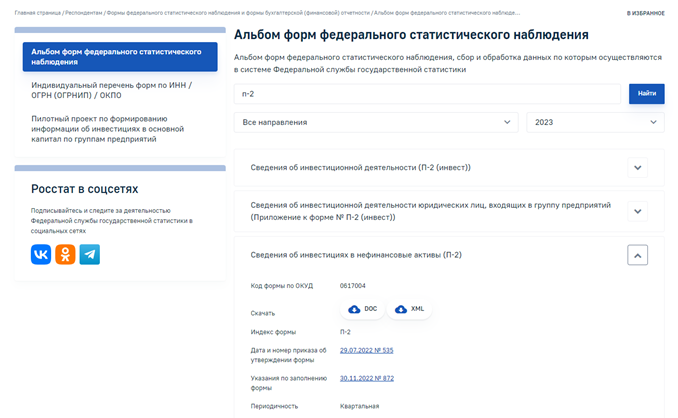 Главная страница / Респондентам / Формы федерального статистического наблюдения и формы бухгалтерской (финансовой) отчетности / Альбом форм федерального статистического наблюде...
В ИЗБРАННОЕ
Альбом форм федерального статистического
наблюдения
Индивидуальный перечень форм по ИНН /
ОГРН (ОГРНИП) / ОКПО
Пилотный проект по формированию
информации об инвестициях в основной
капитал по группам предприятий
Росстат в соцсетях
Подписывайтесь и следите за деятельностью
Федеральной службы государственной статистики в
социальных сетях
Альбом форм федерального статистического наблюдения
Альбом форм федерального статистического наблюдения, сбор и обработка данных по которым осуществляются
в системе Федеральной службы государственной статистики
п-2
Найти
Все направления
2023
Сведения об инвестиционной деятельности (П-2 (инвест))
Сведения об инвестиционной деятельности юридических лиц, входящих в группу предприятий
(Приложение к форме № П-2 (инвест))
Сведения об инвестициях в нефинансовые активы (П-2)
Код формы по ОКУД 0617004
Скачать DOC XML
Индекс формы П-2
Дата и номер приказа об 29.07.2022 № 535
утверждении формы
Указания по заполнению 30.11.2022 № 872
формы
Периодичность Квартальная